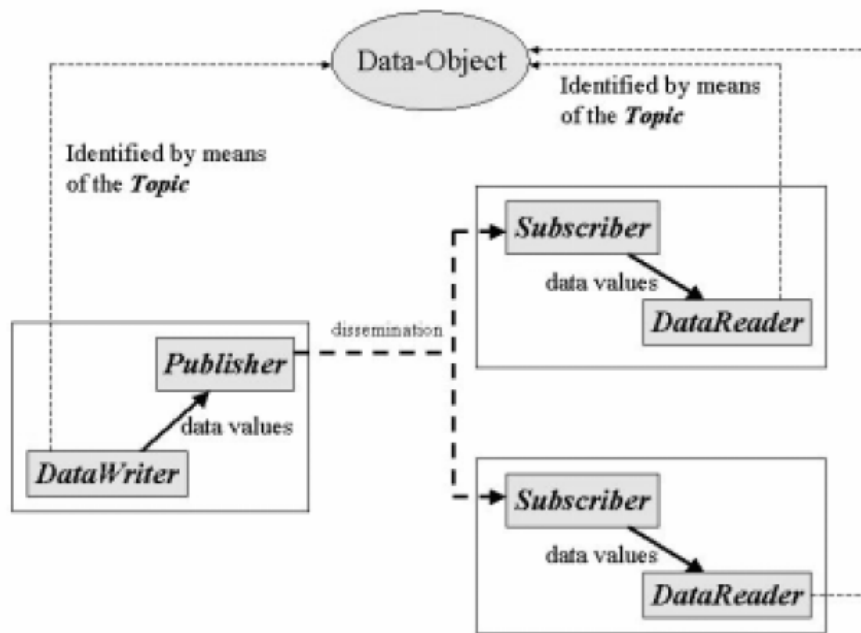 Data-Object
Identified by means
of the Topic
Identified by means
of the Topic
Subscriber
data values
DataReader
dissemination
Publisher
data values
DataWriter
Subscriber
data values
DataReader